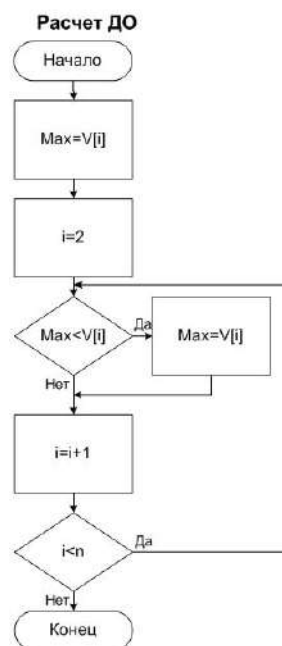 Расчет ДО
Начало
Max=V[i]
i=2
Max<V[i]
Да
Max=V[i]
Нет
i=i+1
i<n
Да
Нет
Конец